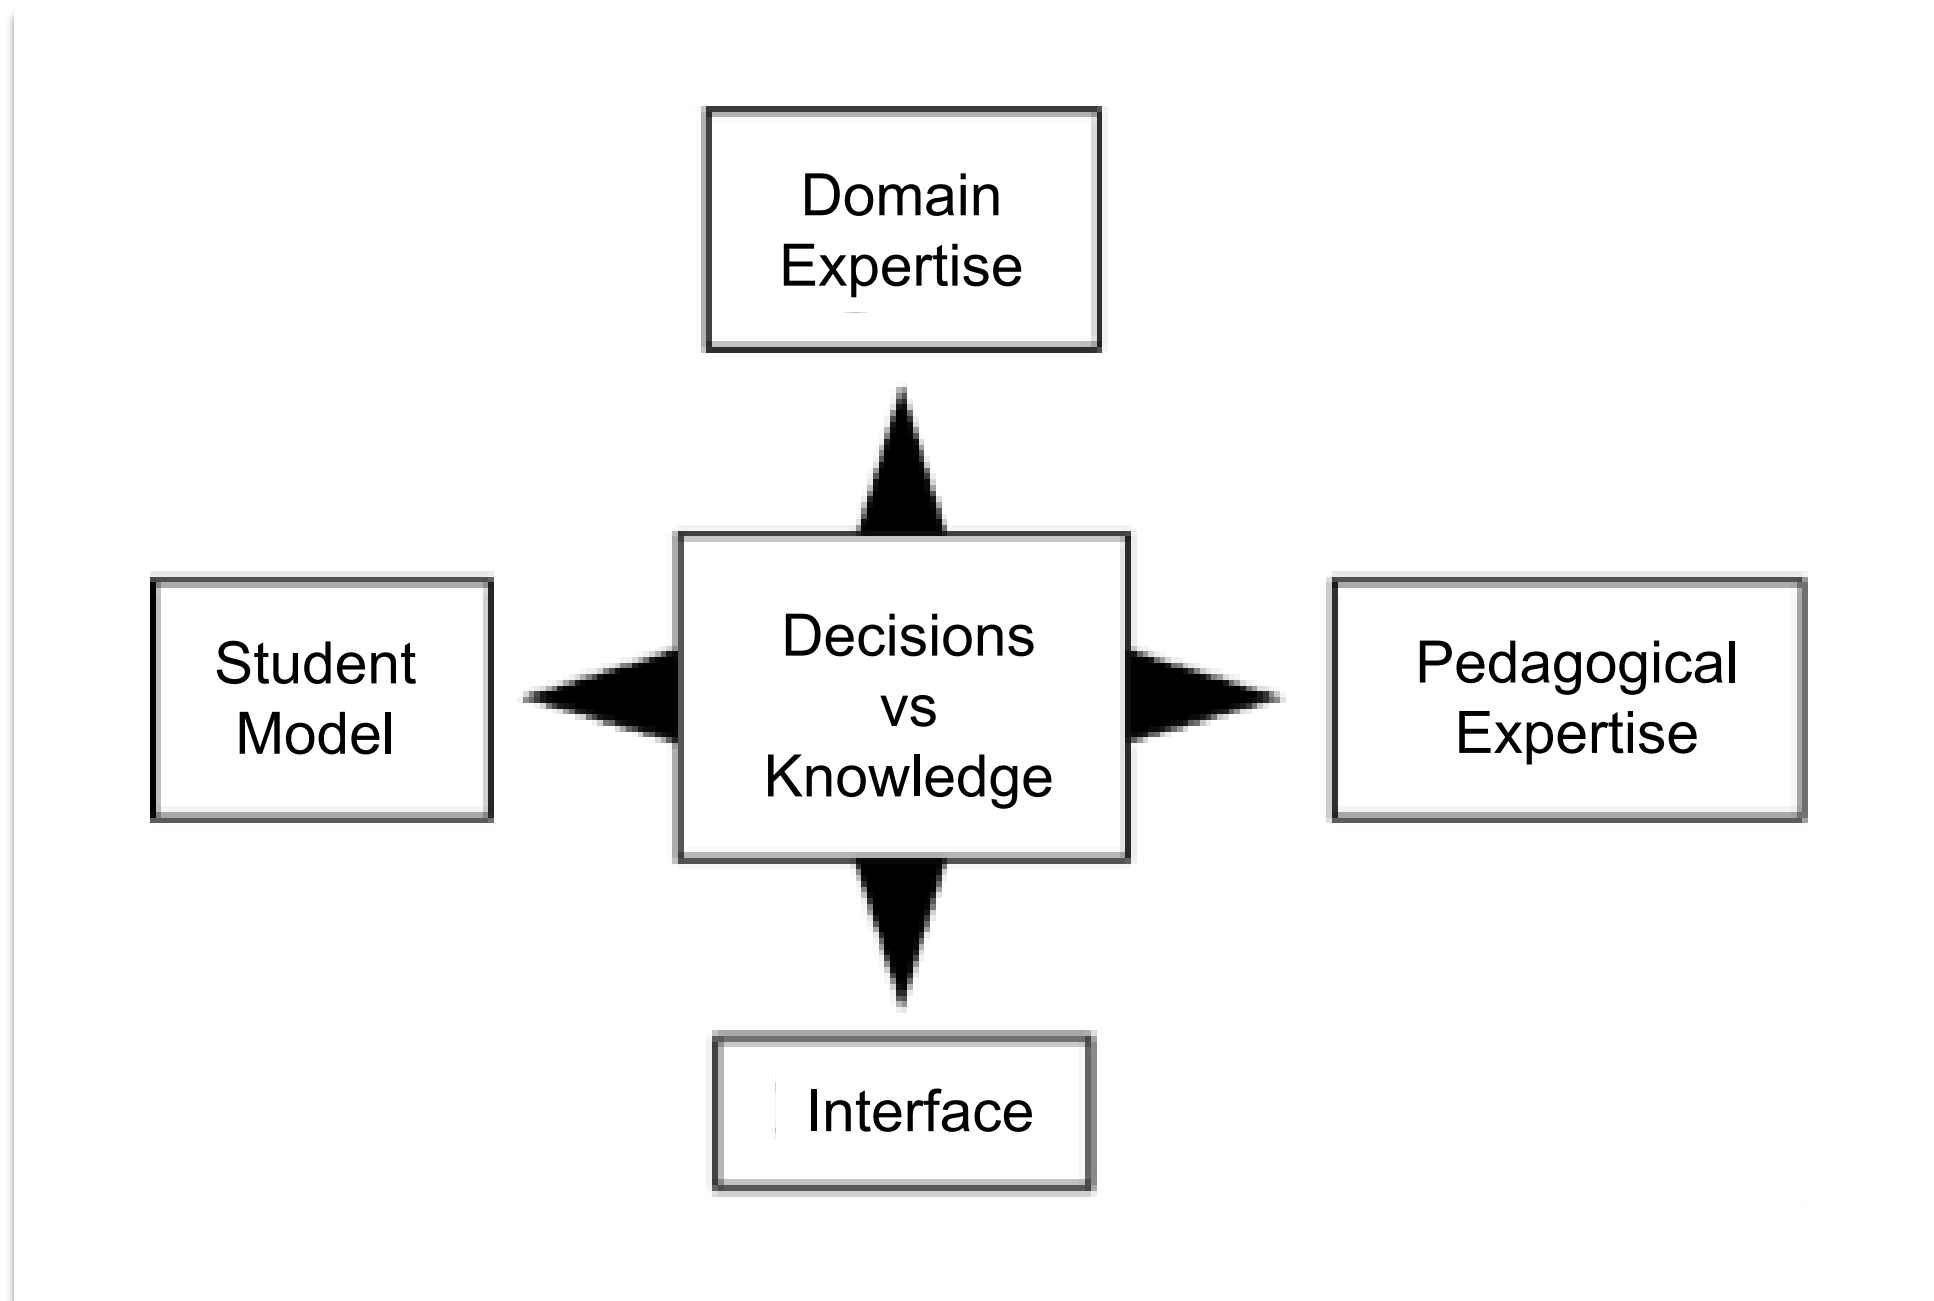 Domain
Expertise
Student
Model
Decisions
vs
Knowledge
Pedagogical
Expertise
Interface